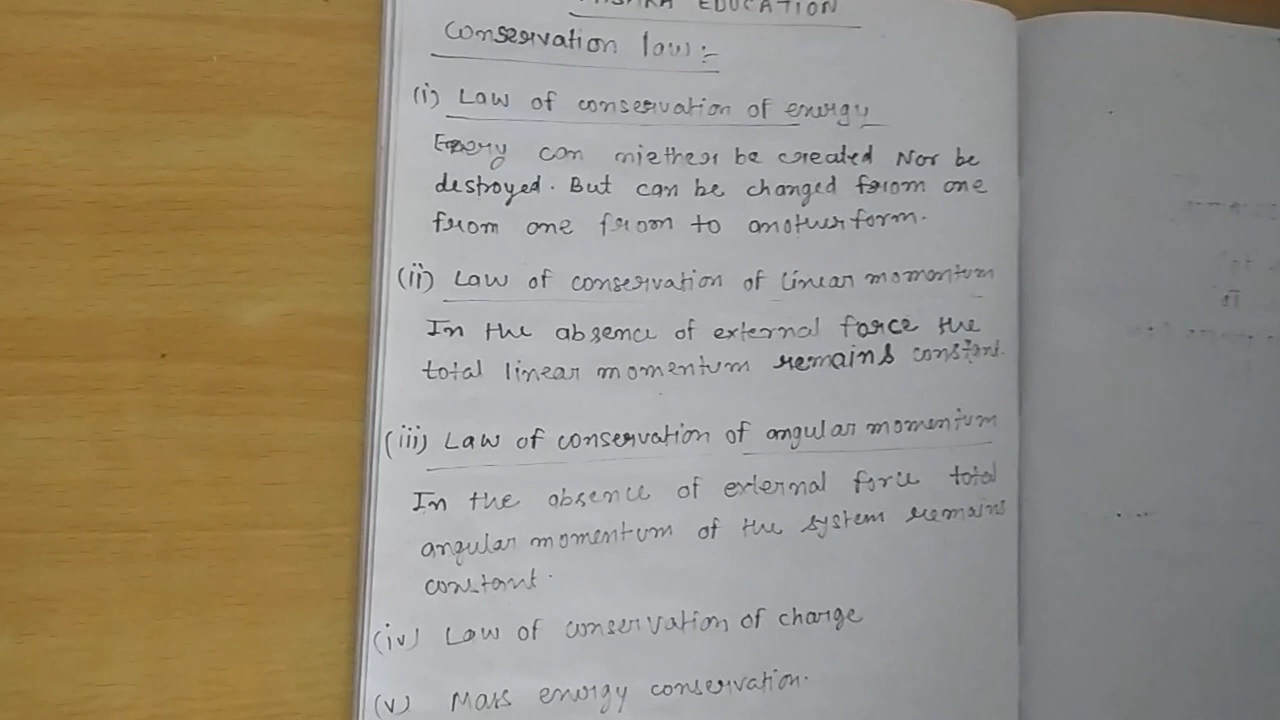 EDUCATION
Conservation law :-
(i) Law of conservation of energy
can niether be created Nor be
destroyed. But can be changed from one
from one from to another form.
(ii) Law of conservation of linear momontum
In the absence of external force the
total linear momentum remains constant.
(iii) Law of conservation of angular momentum
In the absence of external force total
angular momentum of the system remains
constant.
(iv) Law of conservation of charge
(v) Mass energy conservation.